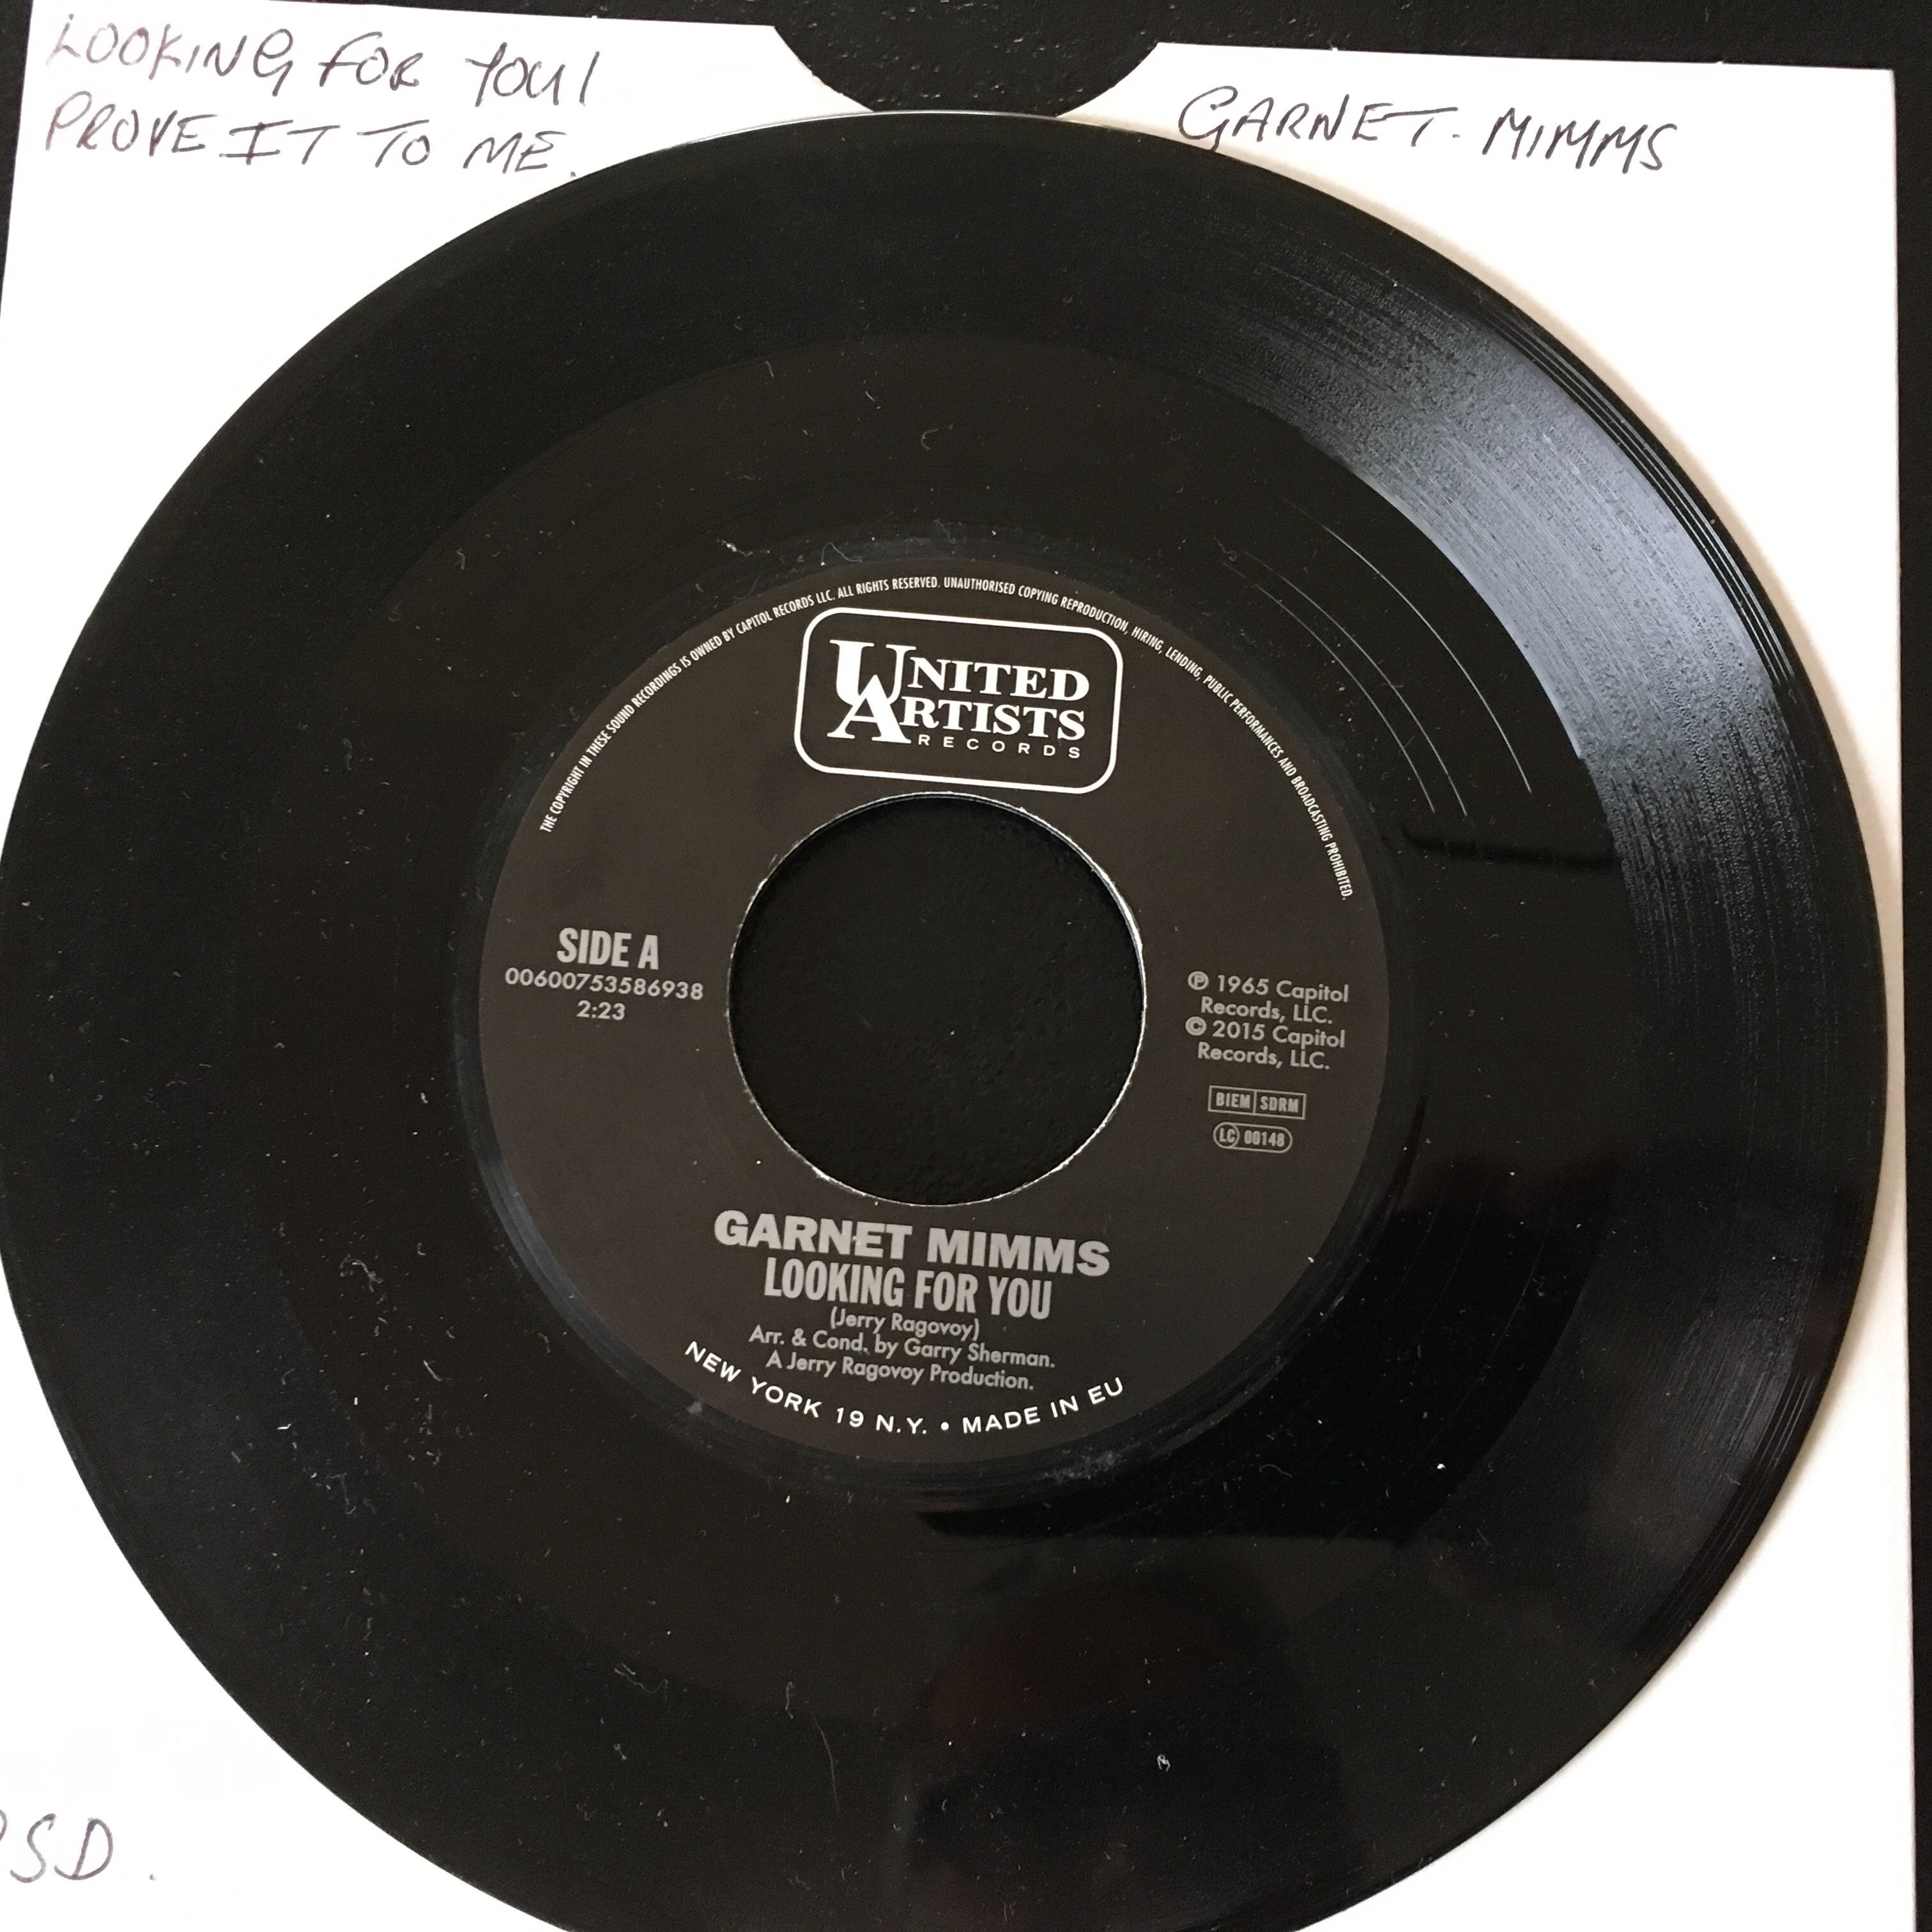 LOOKING FOR YOU/
PROVE IT TO ME.
GARNET. MIMMS
THE COPYRIGHT IN THESE SOUND RECORDINGS IS OWNED BY CAPITOL RECORDS LLC. ALL RIGHTS RESERVED. UNAUTHORISED COPYING REPRODUCTION, HIRING, LENDING, PUBLIC PERFORMANCES AND BROADCASTING PROHIBITED.
UNITED
ARTISTS
RECORDS
SIDE A
00600753586938
2:23
℗ 1965 Capitol
Records, LLC.
© 2015 Capitol
Records, LLC.
BIEM SDRM
LC 00148
GARNET MIMMS
LOOKING FOR YOU
(Jerry Ragovoy)
Arr. & Cond. by Garry Sherman.
A Jerry Ragovoy Production.
NEW YORK 19 N.Y. • MADE IN EU